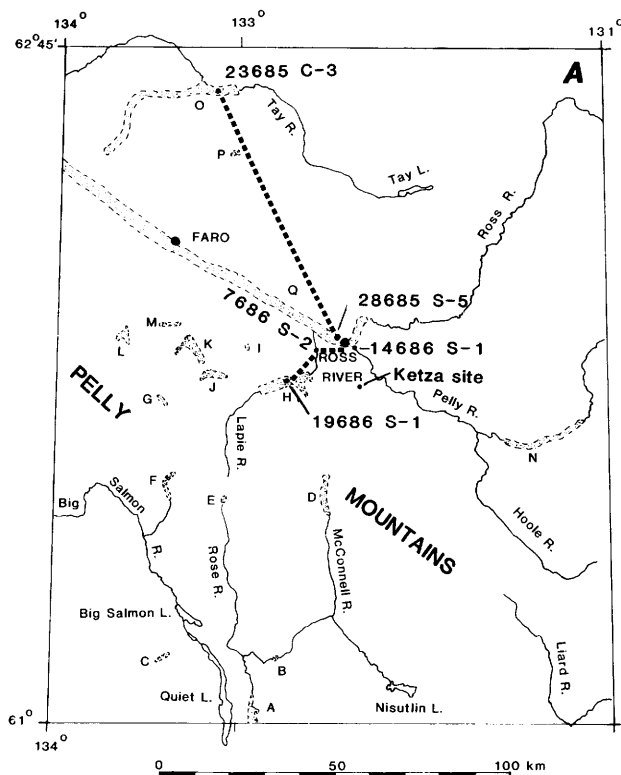 134° 133° 131°
62° 45'
A
23685 C-3
O
Tay R.
P
Tay L.
Ross R.
FARO
Q
28685 S-5
7686 S-2
M
L
K
I
14686 S-1
ROSS
RIVER
Ketza site
J
H
PELLY
G
19686 S-1
Pelly R.
Lapie R.
N
F
E
D
MOUNTAINS
Big Salmon R.
Hoole R.
Rose R.
McConnell R.
Big Salmon L.
C
B
Quiet L.
A
Nisutlin L.
Liard R.
61°
134° 133° 131°
0 50 100 km